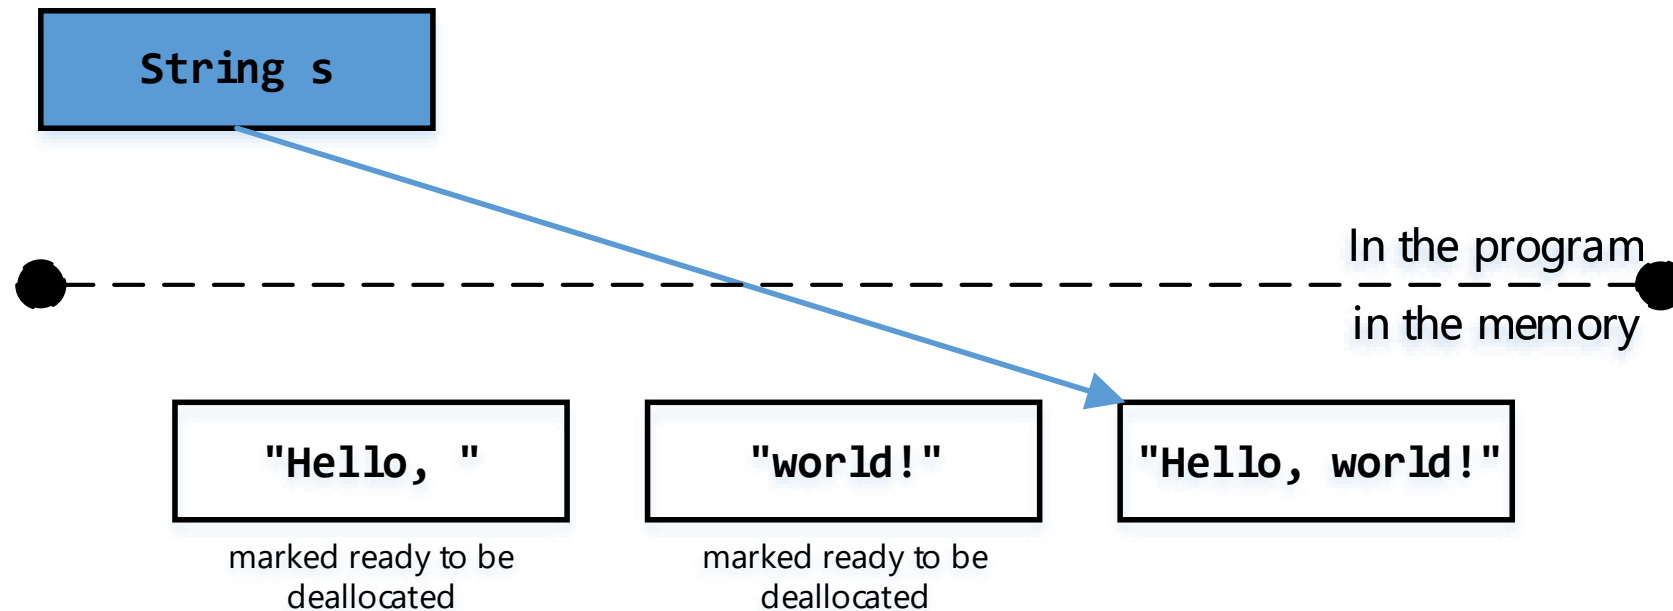 String s
In the program
in the memory
"Hello, "
"world!"
"Hello, world!"
marked ready to be
deallocated
marked ready to be
deallocated